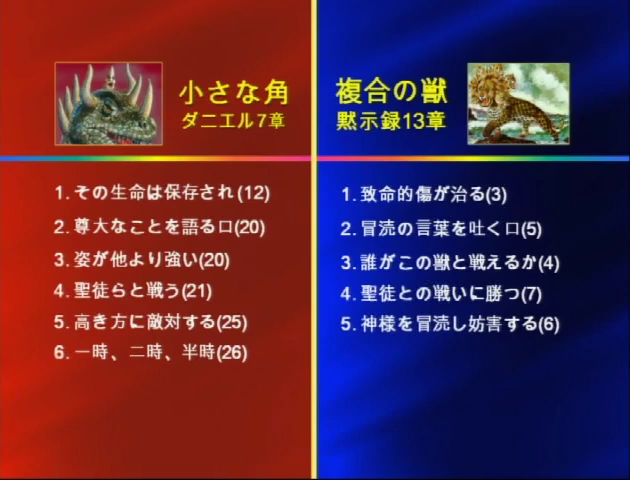 小さな角
ダニエル7章
1. その生命は保存され(12)
2. 尊大なことを語る口(20)
3. 姿が他より強い(20)
4. 聖徒らと戦う(21)
5. 高き方に敵対する(25)
6. 一時、二時、半時(26)
複合の獣
黙示録13章
1. 致命的傷が治る(3)
2. 冒涜の言葉を吐く口(5)
3. 誰がこの獣と戦えるか(4)
4. 聖徒との戦いに勝つ(7)
5. 神様を冒涜し妨害する(6)